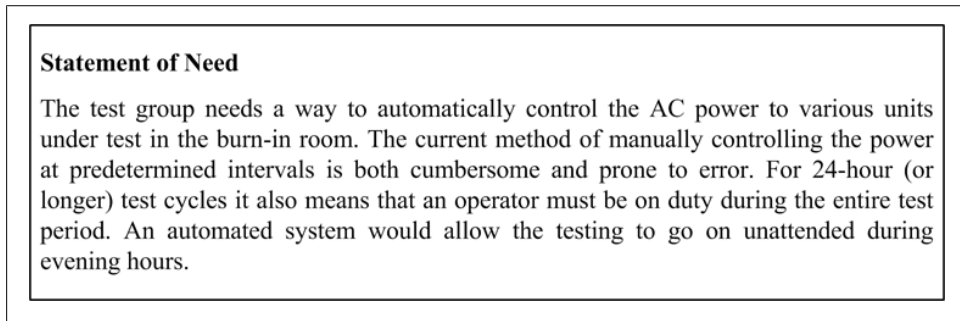 Statement of Need
The test group needs a way to automatically control the AC power to various units
under test in the burn-in room. The current method of manually controlling the power
at predetermined intervals is both cumbersome and prone to error. For 24-hour (or
longer) test cycles it also means that an operator must be on duty during the entire test
period. An automated system would allow the testing to go on unattended during
evening hours.